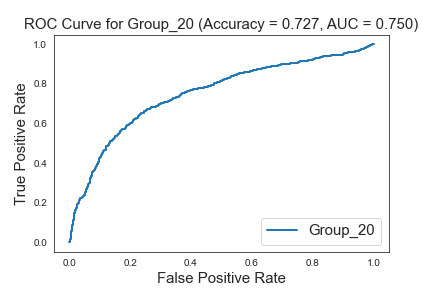 ROC Curve for Group_20 (Accuracy = 0.727, AUC = 0.750)
1.0
0.8
0.6
0.4
0.2
0.0
True Positive Rate
Group_20
0.0 0.2 0.4 0.6 0.8 1.0
False Positive Rate